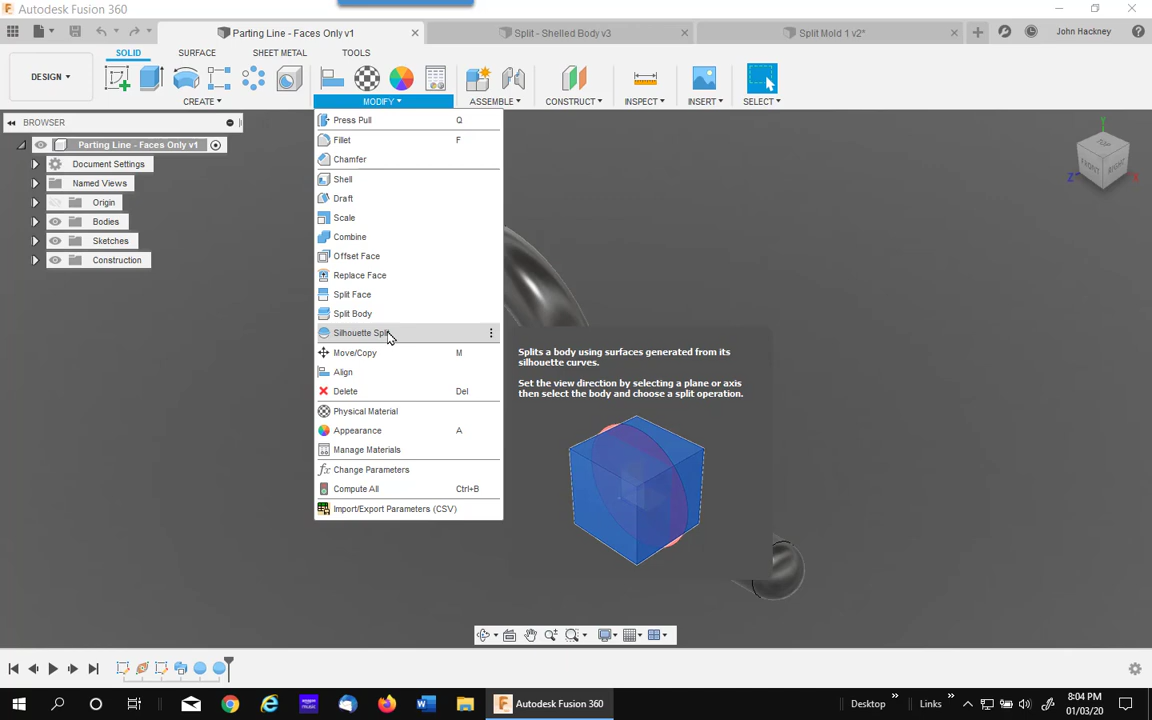 Autodesk Fusion 360
Parting Line - Faces Only v1
Split - Shelled Body v3
Split Mold 1 v2*
John Hackney
SOLID
SURFACE
SHEET METAL
TOOLS
DESIGN
CREATE
MODIFY
ASSEMBLE
CONSTRUCT
INSPECT
INSERT
SELECT
BROWSER
Parting Line - Faces Only v1
Document Settings
Named Views
Origin
Bodies
Sketches
Construction
Press Pull Q
Fillet F
Chamfer
Shell
Draft
Scale
Combine
Offset Face
Replace Face
Split Face
Split Body
Silhouette Split
Move/Copy M
Align
Delete Del
Physical Material
Appearance A
Manage Materials
fx Change Parameters
Compute All Ctrl+B
Import/Export Parameters (CSV)
Splits a body using surfaces generated from its
silhouette curves.
Set the view direction by selecting a plane or axis
then select the body and choose a split operation.
Y
TOP
FRONT
RIGHT
Z
X
Autodesk Fusion 360
Desktop
Links
8:04 PM
01/03/20